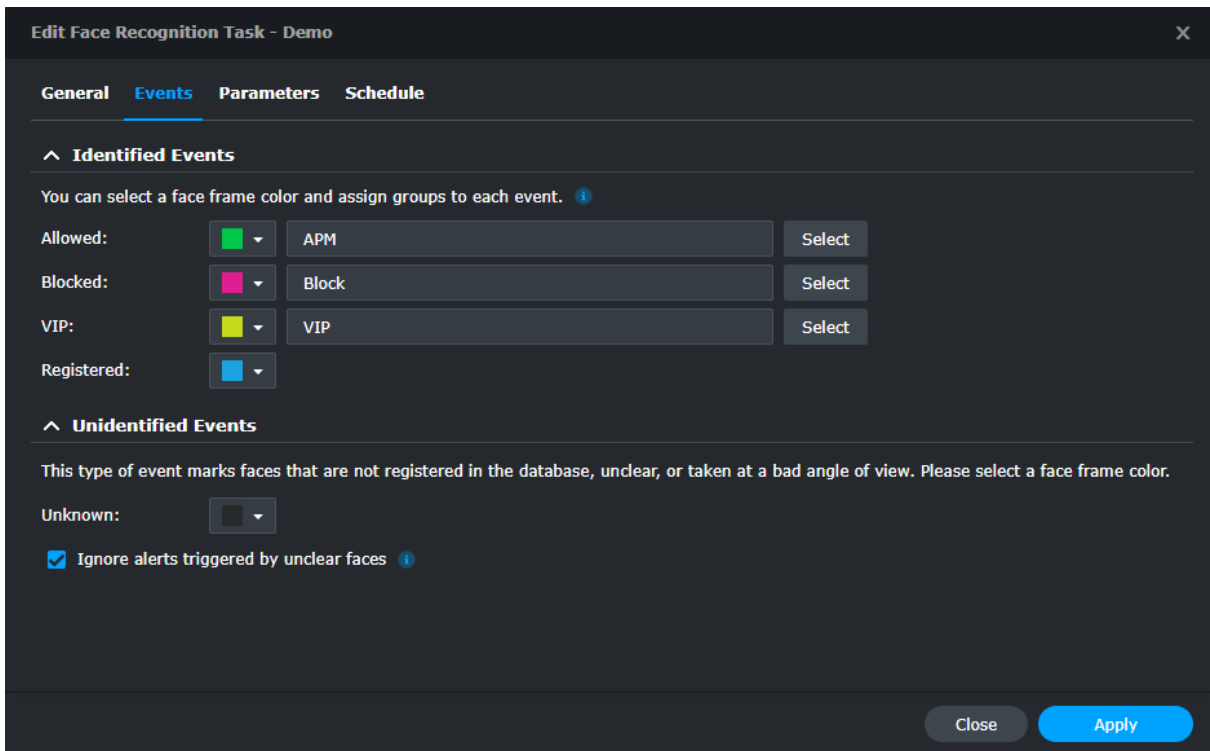 Edit Face Recognition Task - Demo
General Events Parameters Schedule
Identified Events
You can select a face frame color and assign groups to each event.
Allowed: APM Select
Blocked: Block Select
VIP: VIP Select
Registered:
Unidentified Events
This type of event marks faces that are not registered in the database, unclear, or taken at a bad angle of view. Please select a face frame color.
Unknown:
Ignore alerts triggered by unclear faces
Close Apply